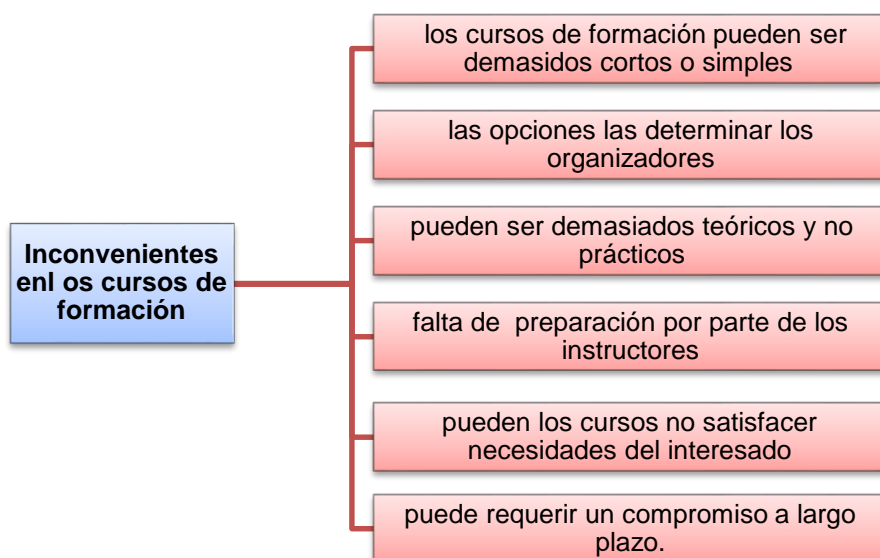 los cursos de formación pueden ser
demasidos cortos o simples
las opciones las determinar los
organizadores
pueden ser demasiados teóricos y no
prácticos
Inconvenientes
enl os cursos de
formación
falta de preparación por parte de los
instructores
pueden los cursos no satisfacer
necesidades del interesado
puede requerir un compromiso a largo
plazo.